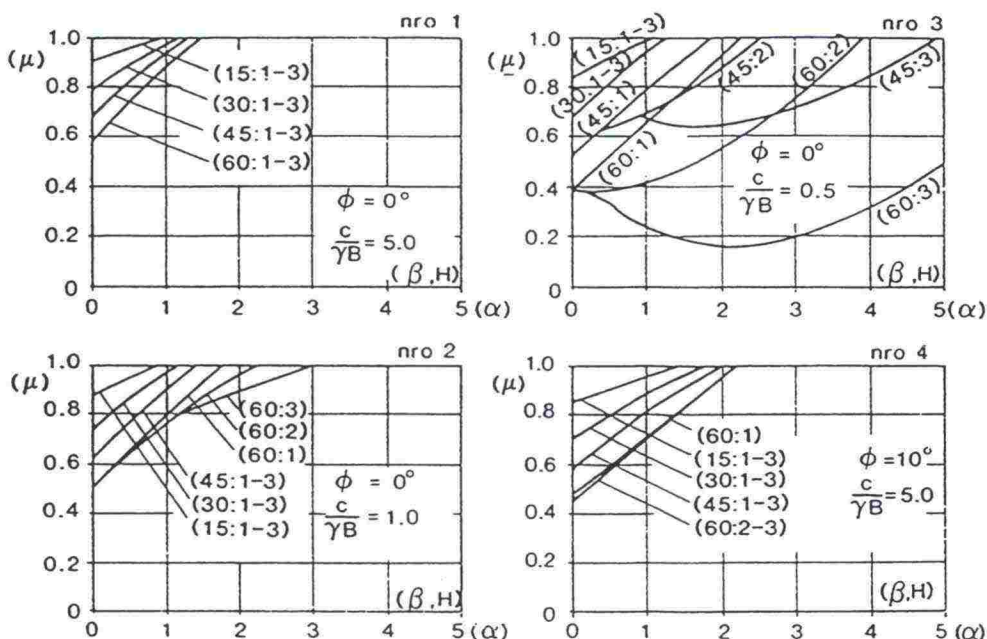 nro 1
(μ)
1.0
0.8
0.6
0.4
0.2
0
(15:1-3)
(30:1-3)
(45:1-3)
(60:1-3)
ϕ = 0°
c
γB = 5.0
(β,H)
0 1 2 3 4 5(α)
nro 3
(μ)
1.0
0.8
0.6
0.4
0.2
0
(15:1-3)
(30:1-3)
(45:1)
(60:1)
(45:2)
(60:2)
(45:3)
(60:3)
ϕ = 0°
c
γB = 0.5
(β,H)
0 1 2 3 4 5(α)
nro 2
(μ)
1.0
0.8
0.6
0.4
0.2
0
(60:3)
(60:2)
(60:1)
(45:1-3)
(30:1-3)
(15:1-3)
ϕ = 0°
c
γB = 1.0
(β,H)
0 1 2 3 4 5(α)
nro 4
(μ)
1.0
0.8
0.6
0.4
0.2
0
(60:1)
(15:1-3)
(30:1-3)
(45:1-3)
(60:2-3)
ϕ = 10°
c
γB = 5.0
(β,H)
0 1 2 3 4 5(α)